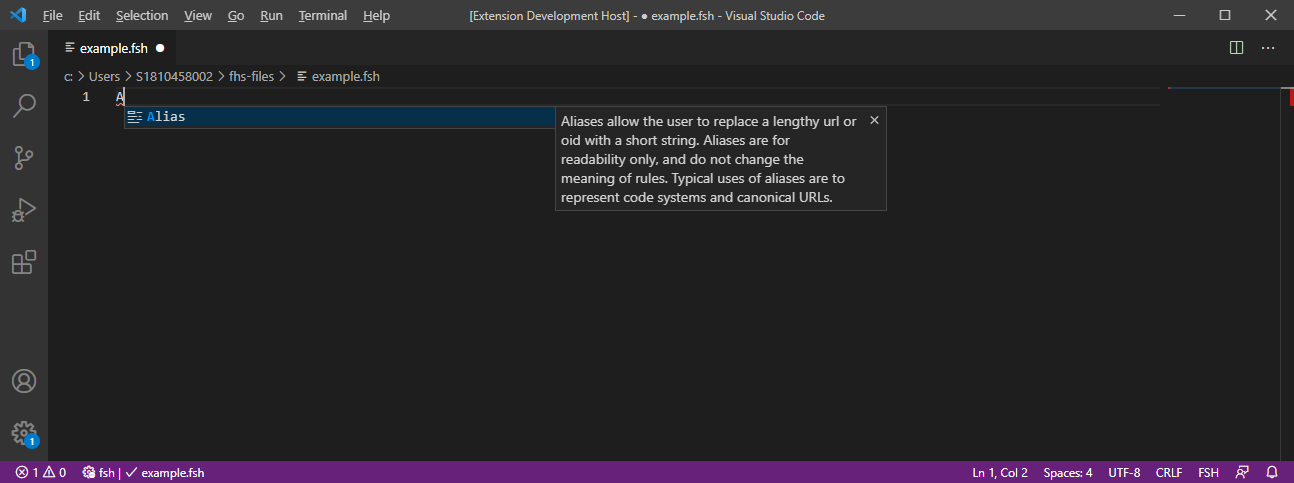 File Edit Selection View Go Run Terminal Help [Extension Development Host] - ● example.fsh - Visual Studio Code
example.fsh ●
c: > Users > S1810458002 > fhs-files > example.fsh
1 A
Alias
Aliases allow the user to replace a lengthy url or
oid with a short string. Aliases are for
readability only, and do not change the
meaning of rules. Typical uses of aliases are to
represent code systems and canonical URLs.
1
1
1 0 fsh | ✓ example.fsh Ln 1, Col 2 Spaces: 4 UTF-8 CRLF FSH